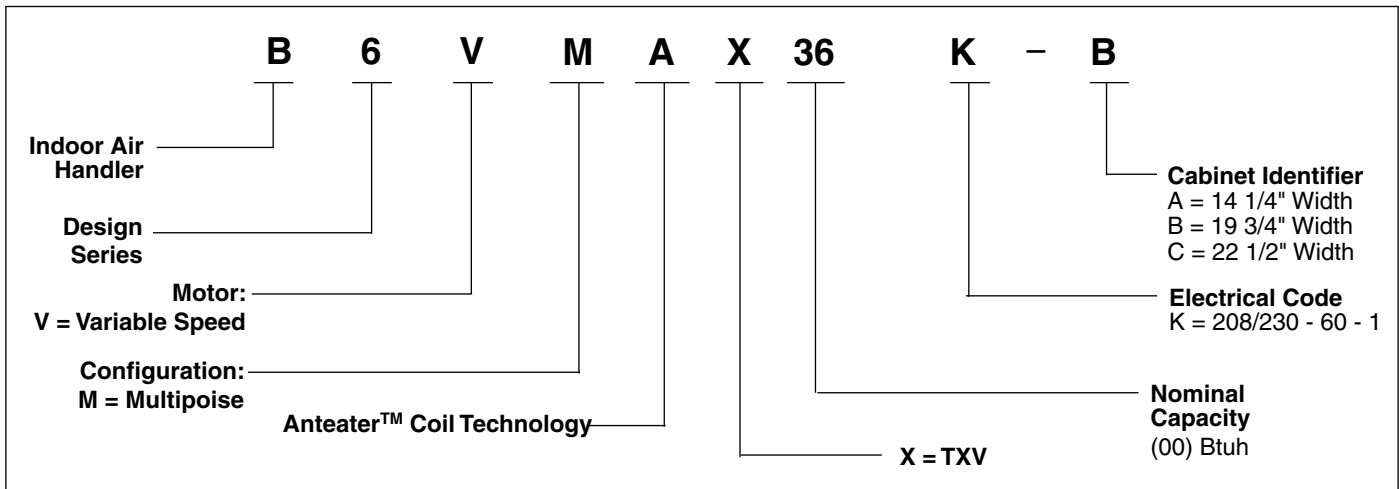 B 6 V M A X 36 K – B
Indoor Air
Handler
Design
Series
Motor:
V = Variable Speed
Configuration:
M = Multipoise
Anteater™ Coil Technology
X = TXV
Nominal
Capacity
(00) Btuh
Electrical Code
K = 208/230 - 60 - 1
Cabinet Identifier
A = 14 1/4" Width
B = 19 3/4" Width
C = 22 1/2" Width